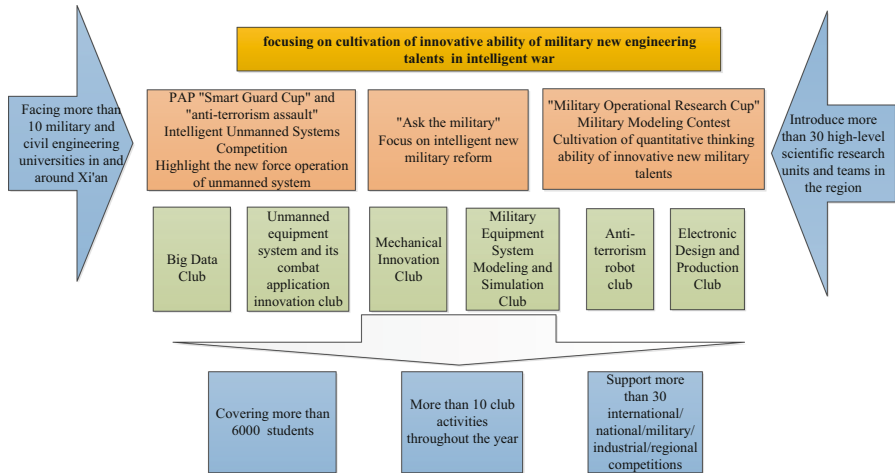 focusing on cultivation of innovative ability of military new engineering
talents in intelligent war
Facing more than
10 military and
civil engineering
universities in and
around Xi'an
PAP "Smart Guard Cup" and
"anti-terrorism assault"
Intelligent Unmanned Systems
Competition
Highlight the new force operation
of unmanned system
"Ask the military"
Focus on intelligent new
military reform
"Military Operational Research Cup"
Military Modeling Contest
Cultivation of quantitative thinking
ability of innovative new military
talents
Introduce more
than 30 high-level
scientific research
units and teams in
the region
Big Data
Club
Unmanned
equipment
system and its
combat
application
innovation club
Mechanical
Innovation
Club
Military
Equipment
System
Modeling and
Simulation
Club
Anti-
terrorism
robot
club
Electronic
Design and
Production
Club
Covering more than
6000 students
More than 10 club
activities
throughout the year
Support more
than 30
international/
national/military/
industrial/regional
competitions